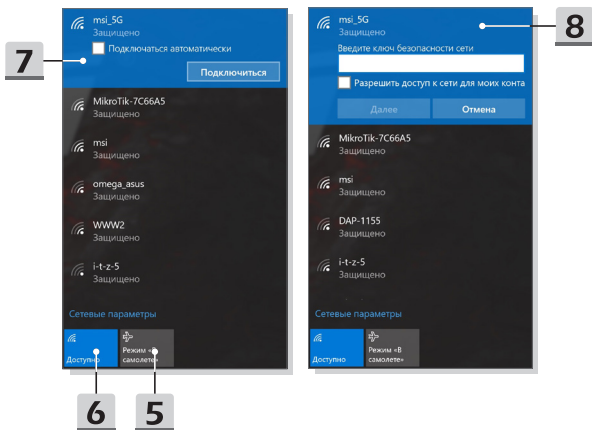 msi_5G
Защищено
Подключаться автоматически
Подключиться
MikroTik-7C66A5
Защищено
msi
Защищено
omega_asus
Защищено
WWW2
Защищено
i-t-z-5
Защищено
Сетевые параметры
Доступно
Режим «В
самолете»
7
6
5
msi_5G
Защищено
Введите ключ безопасности сети
Разрешить доступ к сети для моих конта
Далее
Отмена
MikroTik-7C66A5
Защищено
msi
Защищено
DAP-1155
Защищено
i-t-z-5
Защищено
Сетевые параметры
Доступно
Режим «В
самолете»
8